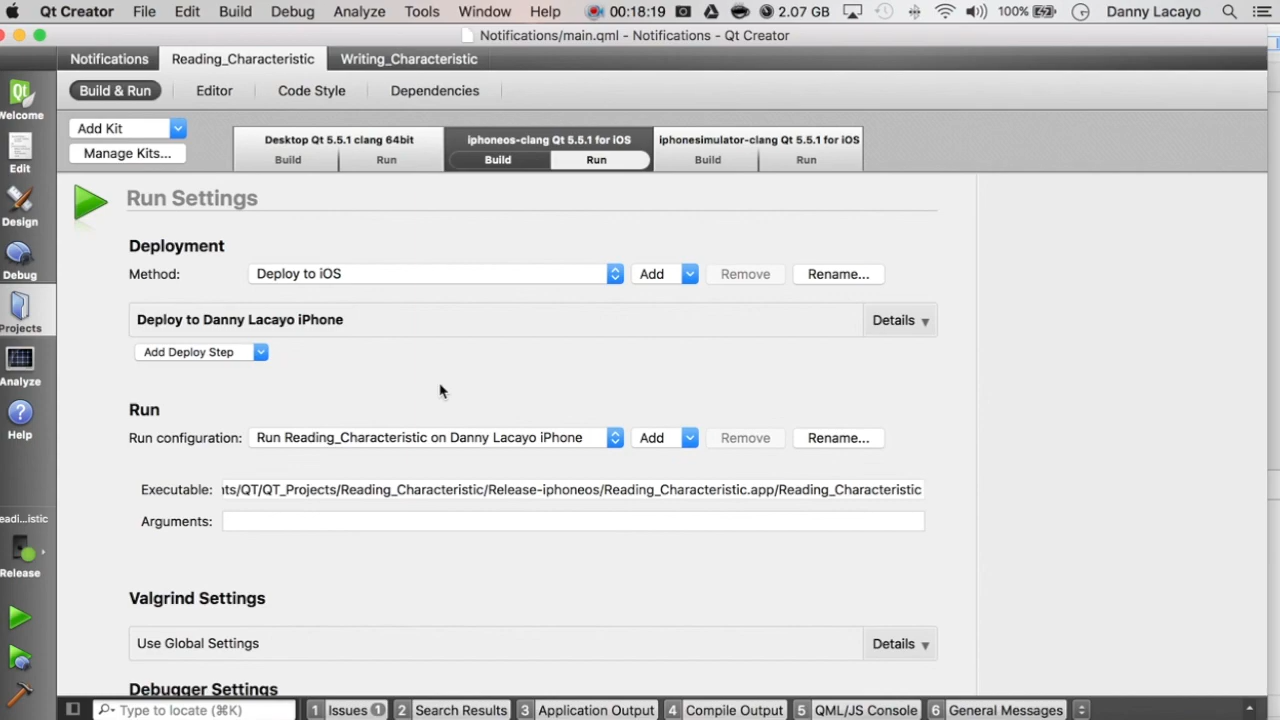 Qt Creator File Edit Build Debug Analyze Tools Window Help 00:18:19 2.07 GB 100% Danny Lacayo
Notifications/main.qml - Notifications - Qt Creator
Notifications Reading_Characteristic Writing_Characteristic
Build & Run Editor Code Style Dependencies
Add Kit
Manage Kits...
Desktop Qt 5.5.1 clang 64bit iphoneos-clang Qt 5.5.1 for iOS iphonesimulator-clang Qt 5.5.1 for iOS
Build Run Build Run Build Run
Qt
Welcome
Edit
Design
Debug
Projects
Analyze
Help
Release
Run Settings
Deployment
Method: Deploy to iOS Add Remove Rename...
Deploy to Danny Lacayo iPhone Details
Add Deploy Step
Run
Run configuration: Run Reading_Characteristic on Danny Lacayo iPhone Add Remove Rename...
Executable: ıts/QT/QT_Projects/Reading_Characteristic/Release-iphoneos/Reading_Characteristic.app/Reading_Characteristic
Arguments:
Valgrind Settings
Use Global Settings Details
Debugger Settings
Type to locate (⌘K) 1 Issues 1 2 Search Results 3 Application Output 4 Compile Output 5 QML/JS Console 6 General Messages